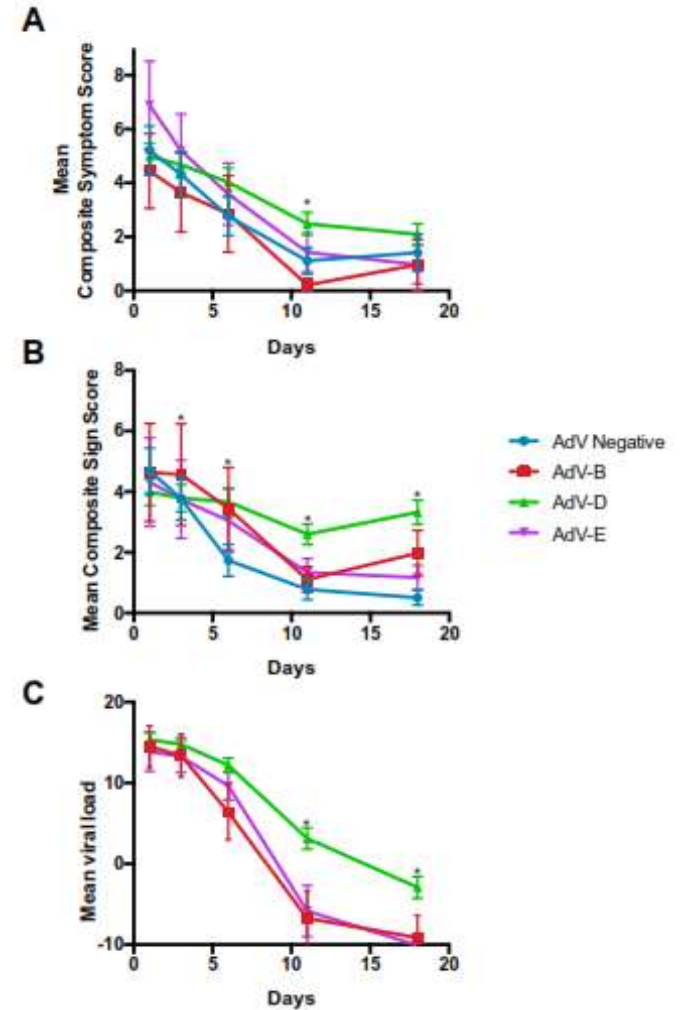 A
Mean
Composite Symptom Score
8
6
4
2
0
*
0 5 10 15 20
Days
B
Mean Composite Sign Score
8
6
4
2
0
* * * *
0 5 10 15 20
Days
AdV Negative
AdV-B
AdV-D
AdV-E
C
Mean viral load
20
10
0
-10
* * * *
0 5 10 15 20
Days